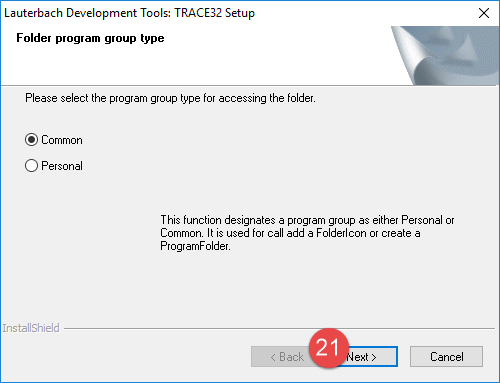 Lauterbach Development Tools: TRACE32 Setup
Folder program group type
Please select the program group type for accessing the folder.
Common
Personal
This function designates a program group as either Personal or
Common. It is used for call add a FolderIcon or create a
ProgramFolder.
InstallShield
< Back
21
Next >
Cancel